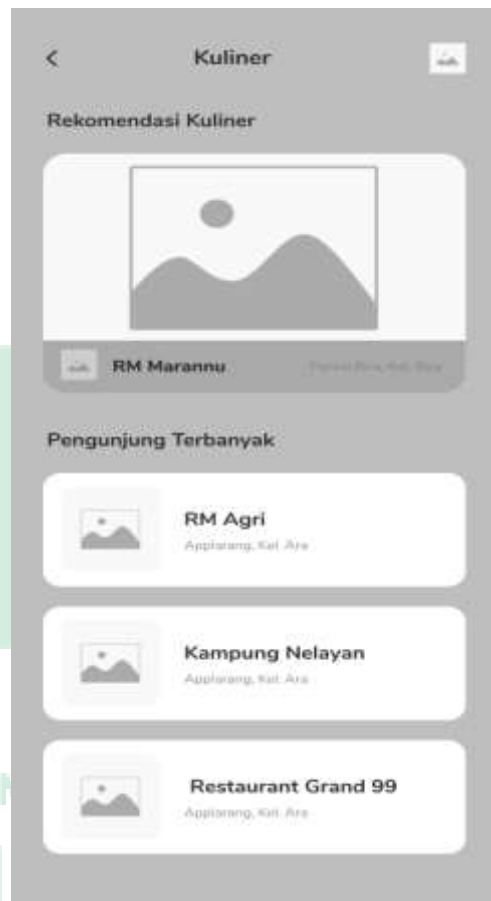 Kuliner
Rekomendasi Kuliner
RM Marannu
Pengunjung Terbanyak
RM Agri
Applarang, Kel. Ara
Kampung Nelayan
Applarang, Kel. Ara
Restaurant Grand 99
Applarang, Kel. Ara